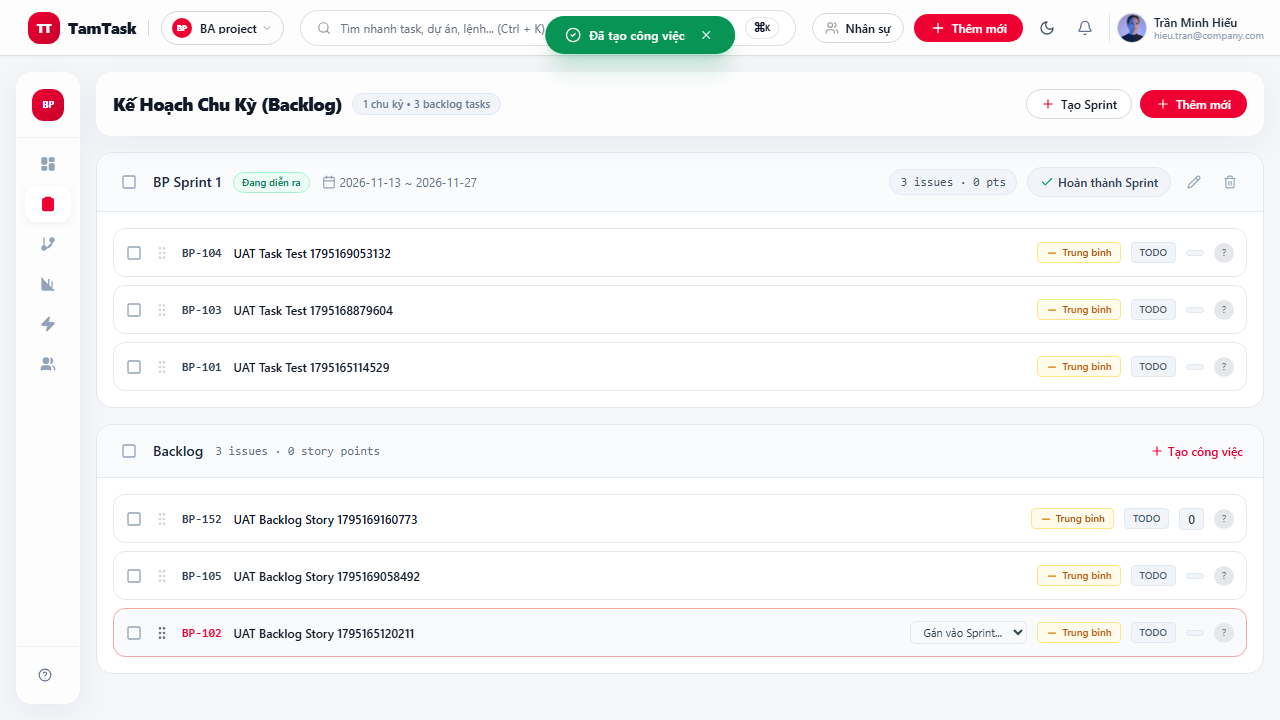 TT TamTask
BP BA project
Tìm nhanh task, dự án, lệnh... (Ctrl + K)
Đã tạo công việc
⌘K
Nhân sự
Thêm mới
Trần Minh Hiếu
hieu.tran@company.com
BP
Kế Hoạch Chu Kỳ (Backlog)
1 chu kỳ • 3 backlog tasks
Tạo Sprint
Thêm mới
BP Sprint 1
Đang diễn ra
2026-11-13 ~ 2026-11-27
3 issues · 0 pts
Hoàn thành Sprint
BP-104 UAT Task Test 1795169053132 Trung bình TODO ?
BP-103 UAT Task Test 1795168879604 Trung bình TODO ?
BP-101 UAT Task Test 1795165114529 Trung bình TODO ?
Backlog 3 issues · 0 story points
Tạo công việc
BP-152 UAT Backlog Story 1795169160773 Trung bình TODO 0 ?
BP-105 UAT Backlog Story 1795169058492 Trung bình TODO ?
BP-102 UAT Backlog Story 1795165120211 Gán vào Sprint... Trung bình TODO ?